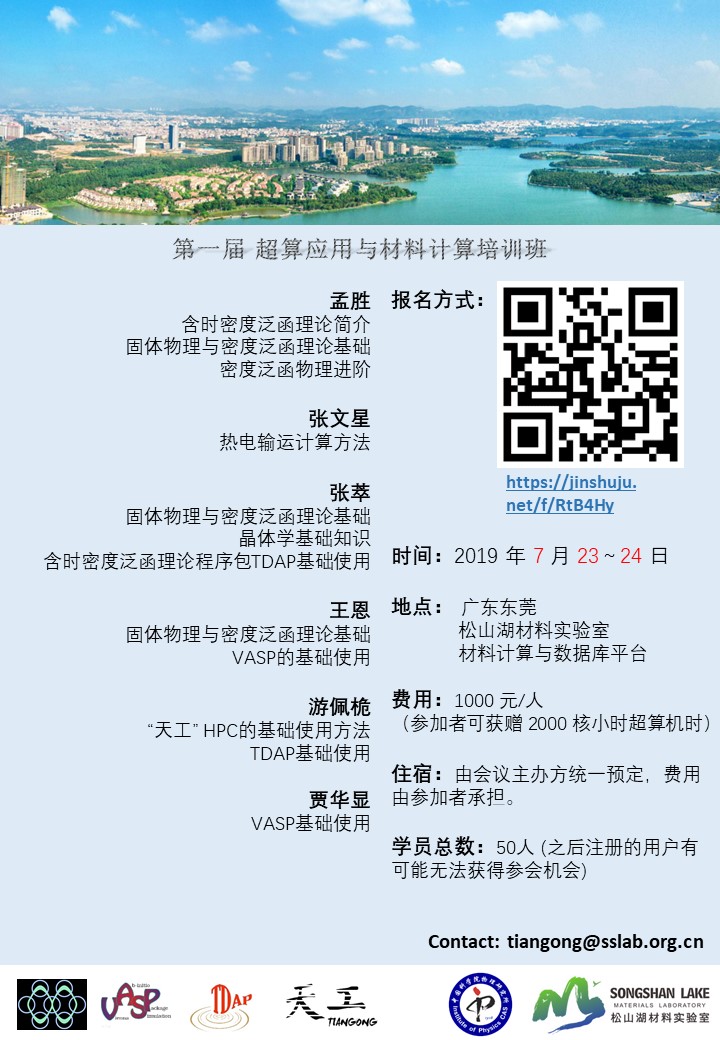 第一届 超算应用与材料计算培训班
孟胜
含时密度泛函理论简介
固体物理与密度泛函理论基础
密度泛函物理进阶
张文星
热电输运计算方法
张萃
固体物理与密度泛函理论基础
晶体学基础知识
含时密度泛函理论程序包TDAP基础使用
王恩
固体物理与密度泛函理论基础
VASP的基础使用
游佩桅
“天工” HPC的基础使用方法
TDAP基础使用
贾华显
VASP基础使用
报名方式：
https://jinshuju.
net/f/RtB4Hy
时间：2019 年 7 月 23 ~ 24 日
地点： 广东东莞
松山湖材料实验室
材料计算与数据库平台
费用：1000 元/人
（参加者可获赠 2000 核小时超算机时）
住宿：由会议主办方统一预定，费用
由参加者承担。
学员总数：50人 (之后注册的用户有
可能无法获得参会机会)
Contact: tiangong@sslab.org.cn
VASP
TDAP
天工
TIANGONG
中国科学院物理研究所
Institute of Physics CAS
SONGSHAN LAKE
MATERIALS LABORATORY
松山湖材料实验室